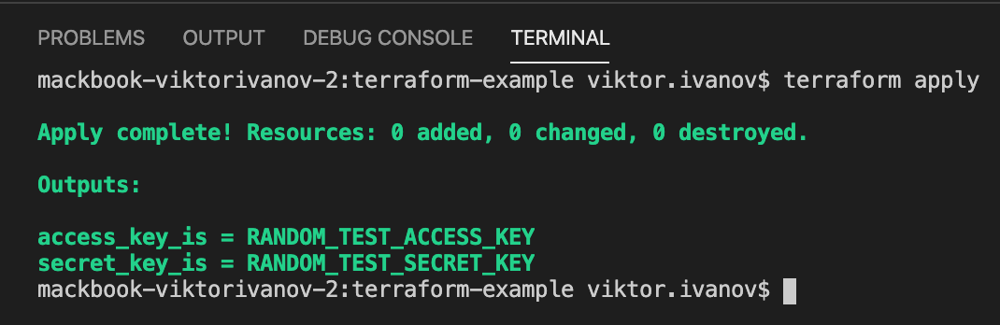 PROBLEMS OUTPUT DEBUG CONSOLE TERMINAL
mackbook-viktorivanov-2:terraform-example viktor.ivanov$ terraform apply
Apply complete! Resources: 0 added, 0 changed, 0 destroyed.
Outputs:
access_key_is = RANDOM_TEST_ACCESS_KEY
secret_key_is = RANDOM_TEST_SECRET_KEY
mackbook-viktorivanov-2:terraform-example viktor.ivanov$